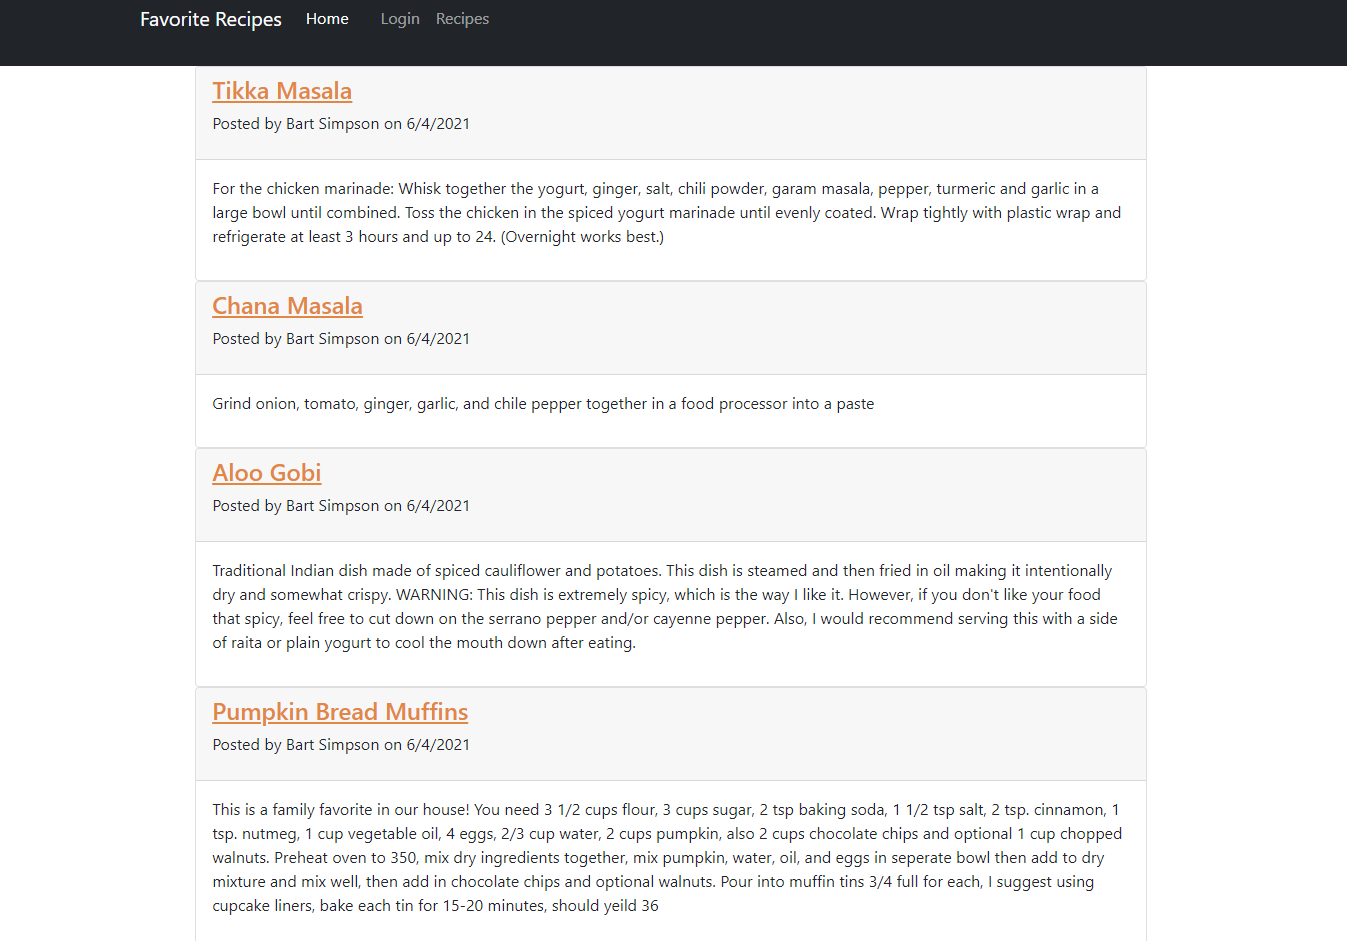 Favorite Recipes Home Login Recipes
Tikka Masala
Posted by Bart Simpson on 6/4/2021
For the chicken marinade: Whisk together the yogurt, ginger, salt, chili powder, garam masala, pepper, turmeric and garlic in a
large bowl until combined. Toss the chicken in the spiced yogurt marinade until evenly coated. Wrap tightly with plastic wrap and
refrigerate at least 3 hours and up to 24. (Overnight works best.)
Chana Masala
Posted by Bart Simpson on 6/4/2021
Grind onion, tomato, ginger, garlic, and chile pepper together in a food processor into a paste
Aloo Gobi
Posted by Bart Simpson on 6/4/2021
Traditional Indian dish made of spiced cauliflower and potatoes. This dish is steamed and then fried in oil making it intentionally
dry and somewhat crispy. WARNING: This dish is extremely spicy, which is the way I like it. However, if you don't like your food
that spicy, feel free to cut down on the serrano pepper and/or cayenne pepper. Also, I would recommend serving this with a side
of raita or plain yogurt to cool the mouth down after eating.
Pumpkin Bread Muffins
Posted by Bart Simpson on 6/4/2021
This is a family favorite in our house! You need 3 1/2 cups flour, 3 cups sugar, 2 tsp baking soda, 1 1/2 tsp salt, 2 tsp. cinnamon, 1
tsp. nutmeg, 1 cup vegetable oil, 4 eggs, 2/3 cup water, 2 cups pumpkin, also 2 cups chocolate chips and optional 1 cup chopped
walnuts. Preheat oven to 350, mix dry ingredients together, mix pumpkin, water, oil, and eggs in seperate bowl then add to dry
mixture and mix well, then add in chocolate chips and optional walnuts. Pour into muffin tins 3/4 full for each, I suggest using
cupcake liners, bake each tin for 15-20 minutes, should yeild 36